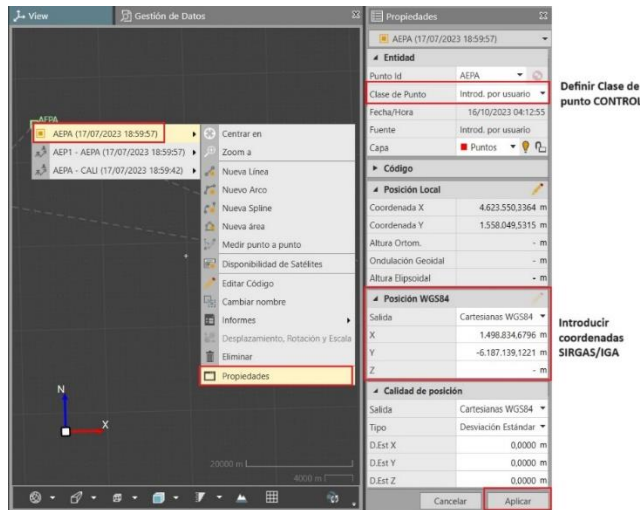 View
Gestión de Datos
AEPA
AEPA (17/07/2023 18:59:57)
AEP1 - AEPA (17/07/2023 18:59:57)
AEPA - CALI (17/07/2023 18:59:42)
Centrar en
Zoom a
Nueva Línea
Nuevo Arco
Nueva Spline
Nueva área
Medir punto a punto
Disponibilidad de Satélites
Editar Código
Cambiar nombre
Informes
Desplazamiento, Rotación y Escala
Eliminar
Propiedades
N
X
20000 m
4000 m
Propiedades
AEPA (17/07/2023 18:59:57)
Entidad
Punto Id AEPA
Clase de Punto Introd. por usuario
Fecha/Hora 16/10/2023 04:12:55
Fuente Introd. por usuario
Capa Puntos
Código
Posición Local
Coordenada X 4.623.550,3364 m
Coordenada Y 1.558.049,5315 m
Altura Ortom. - m
Ondulación Geoidal - m
Altura Elipsoidal - m
Posición WGS84
Salida Cartesianas WGS84
X 1.498.834,6796 m
Y -6.187.139,1221 m
Z - m
Calidad de posición
Salida Cartesianas WGS84
Tipo Desviación Estándar
D.Est X 0,0000 m
D.Est Y 0,0000 m
D.Est Z 0,0000 m
Cancelar Aplicar
Definir Clase de
punto CONTROL
Introducir
coordenadas
SIRGAS/IGA